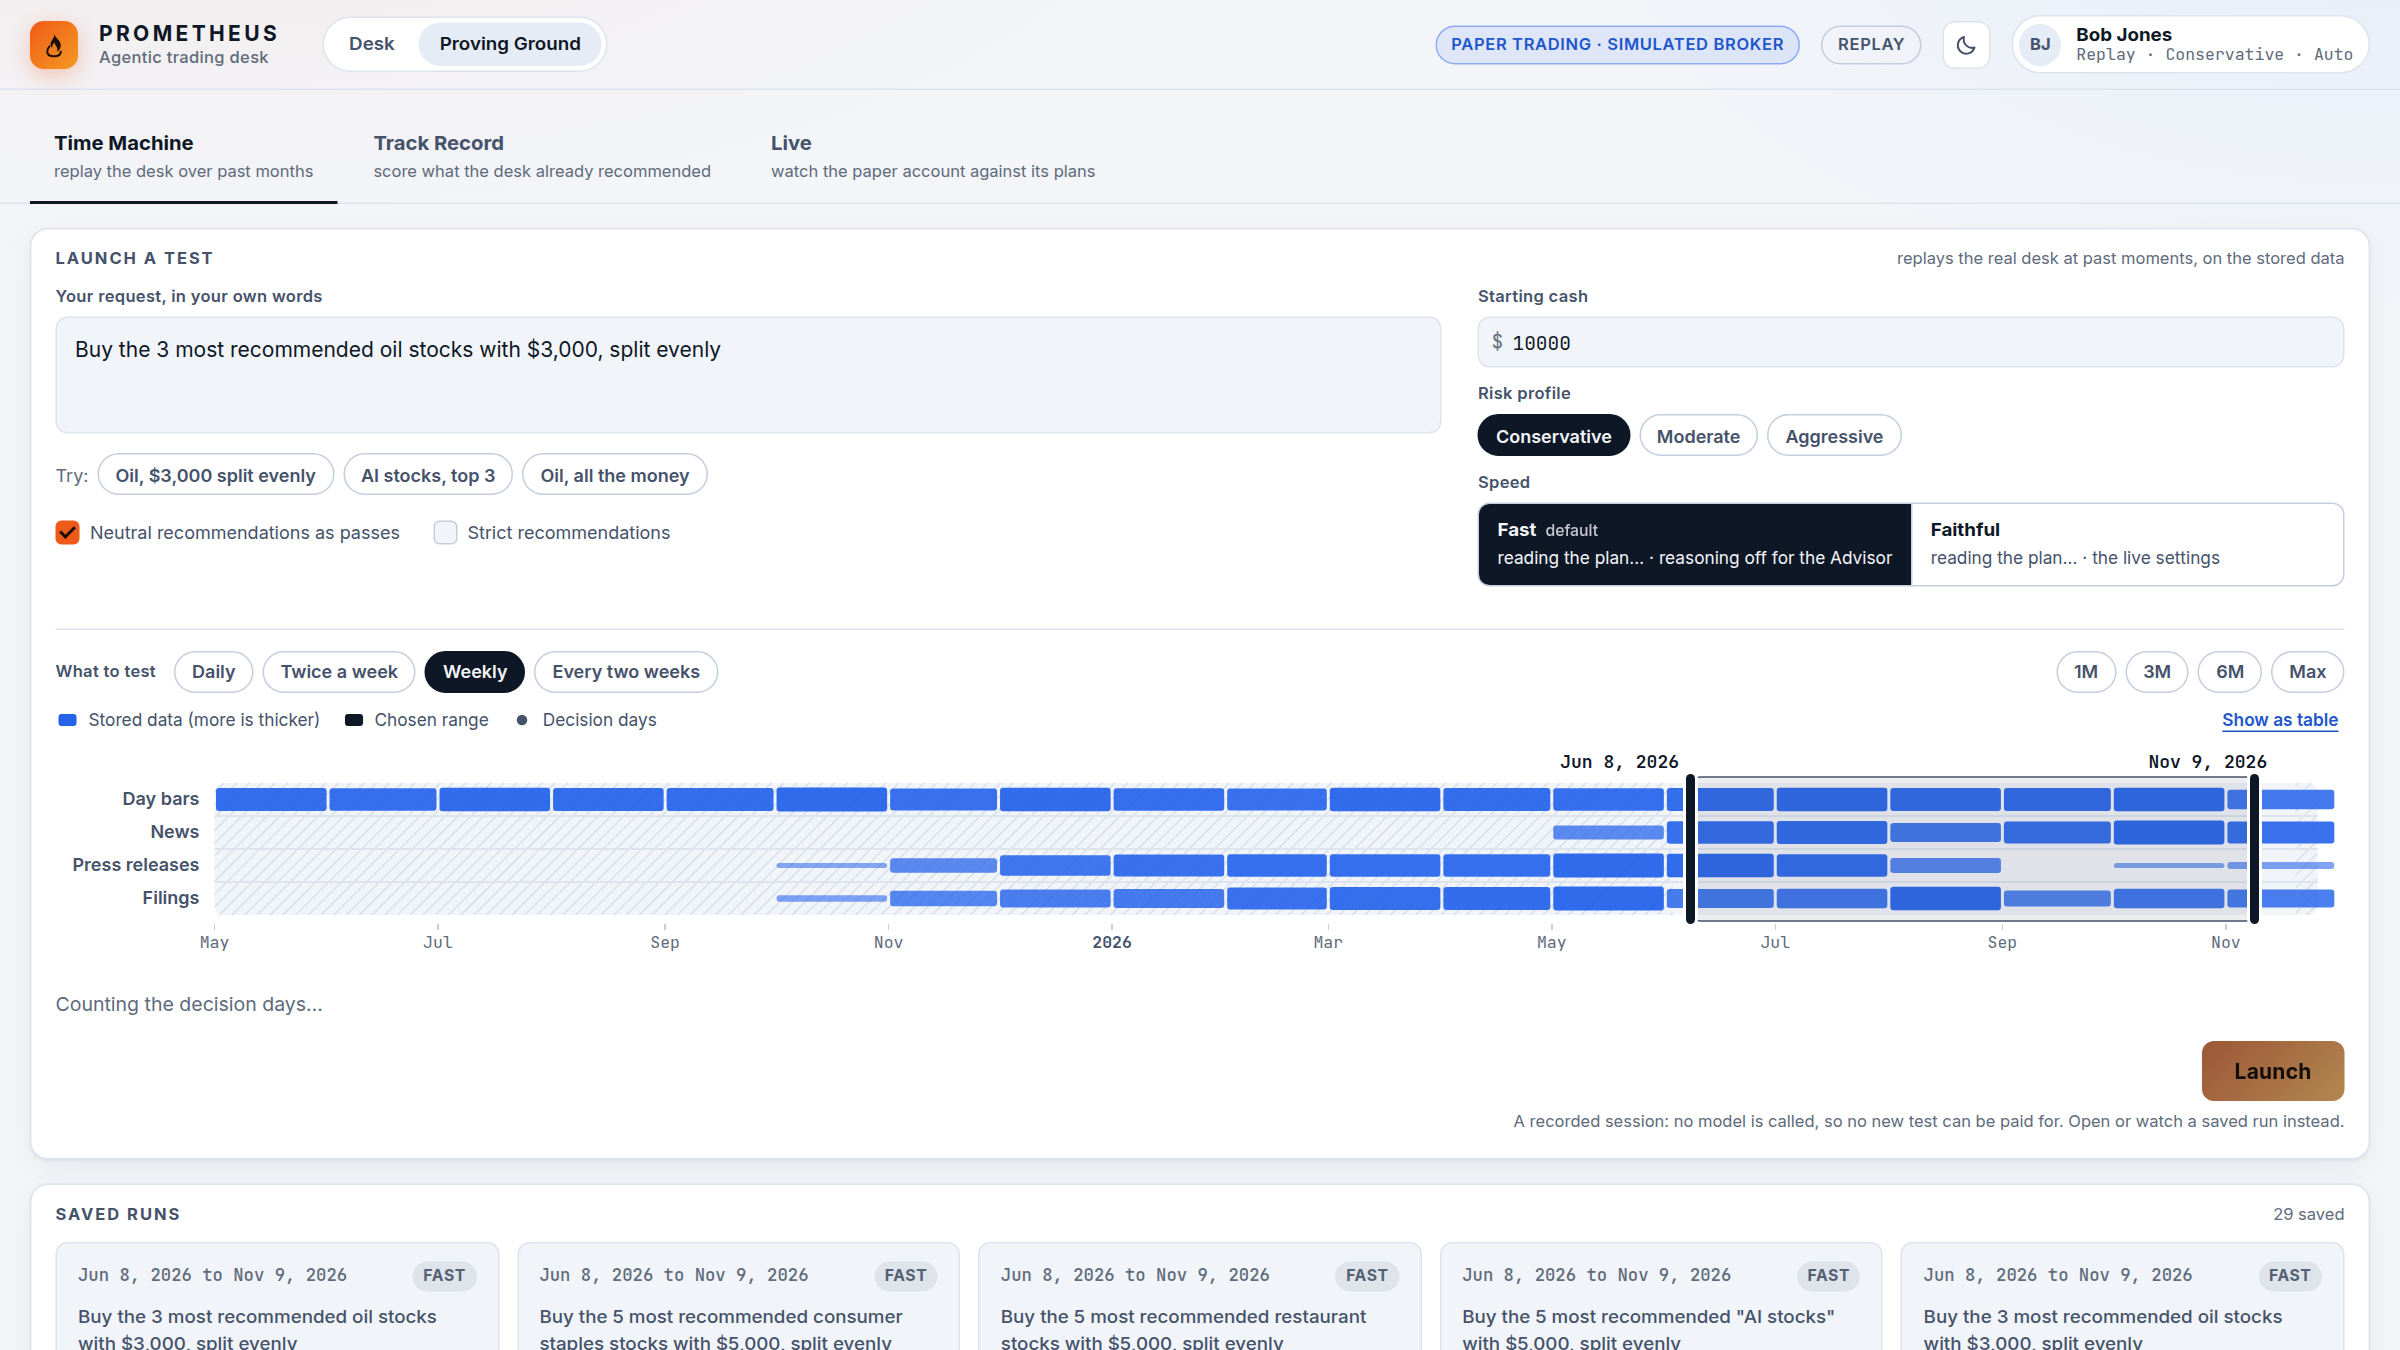 PROMETHEUS
Agentic trading desk
Desk
Proving Ground
PAPER TRADING · SIMULATED BROKER
REPLAY
BJ
Bob Jones
Replay · Conservative · Auto
Time Machine
replay the desk over past months
Track Record
score what the desk already recommended
Live
watch the paper account against its plans
LAUNCH A TEST
replays the real desk at past moments, on the stored data
Your request, in your own words
Buy the 3 most recommended oil stocks with $3,000, split evenly
Try:
Oil, $3,000 split evenly
AI stocks, top 3
Oil, all the money
Neutral recommendations as passes
Strict recommendations
Starting cash
$ 10000
Risk profile
Conservative
Moderate
Aggressive
Speed
Fast default
reading the plan... · reasoning off for the Advisor
Faithful
reading the plan... · the live settings
What to test
Daily
Twice a week
Weekly
Every two weeks
1M
3M
6M
Max
Stored data (more is thicker)
Chosen range
Decision days
Show as table
Jun 8, 2026
Nov 9, 2026
Day bars
News
Press releases
Filings
May
Jul
Sep
Nov
2026
Mar
May
Jul
Sep
Nov
Counting the decision days...
Launch
A recorded session: no model is called, so no new test can be paid for. Open or watch a saved run instead.
SAVED RUNS
29 saved
Jun 8, 2026 to Nov 9, 2026
FAST
Buy the 3 most recommended oil stocks
with $3,000, split evenly
Jun 8, 2026 to Nov 9, 2026
FAST
Buy the 5 most recommended consumer
staples stocks with $5,000, split evenly
Jun 8, 2026 to Nov 9, 2026
FAST
Buy the 5 most recommended restaurant
stocks with $5,000, split evenly
Jun 8, 2026 to Nov 9, 2026
FAST
Buy the 5 most recommended "AI stocks"
with $5,000, split evenly
Jun 8, 2026 to Nov 9, 2026
FAST
Buy the 3 most recommended oil stocks
with $3,000, split evenly